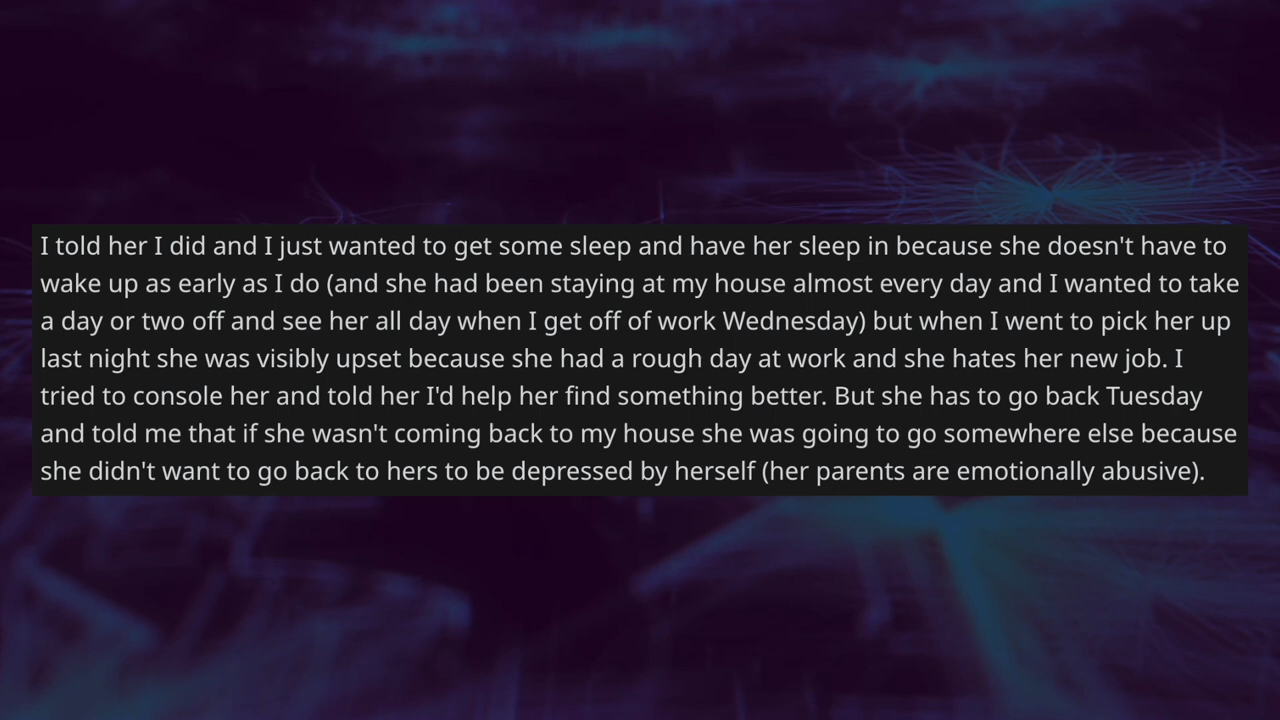 I told her I did and I just wanted to get some sleep and have her sleep in because she doesn't have to
wake up as early as I do (and she had been staying at my house almost every day and I wanted to take
a day or two off and see her all day when I get off of work Wednesday) but when I went to pick her up
last night she was visibly upset because she had a rough day at work and she hates her new job. I
tried to console her and told her I'd help her find something better. But she has to go back Tuesday
and told me that if she wasn't coming back to my house she was going to go somewhere else because
she didn't want to go back to hers to be depressed by herself (her parents are emotionally abusive).